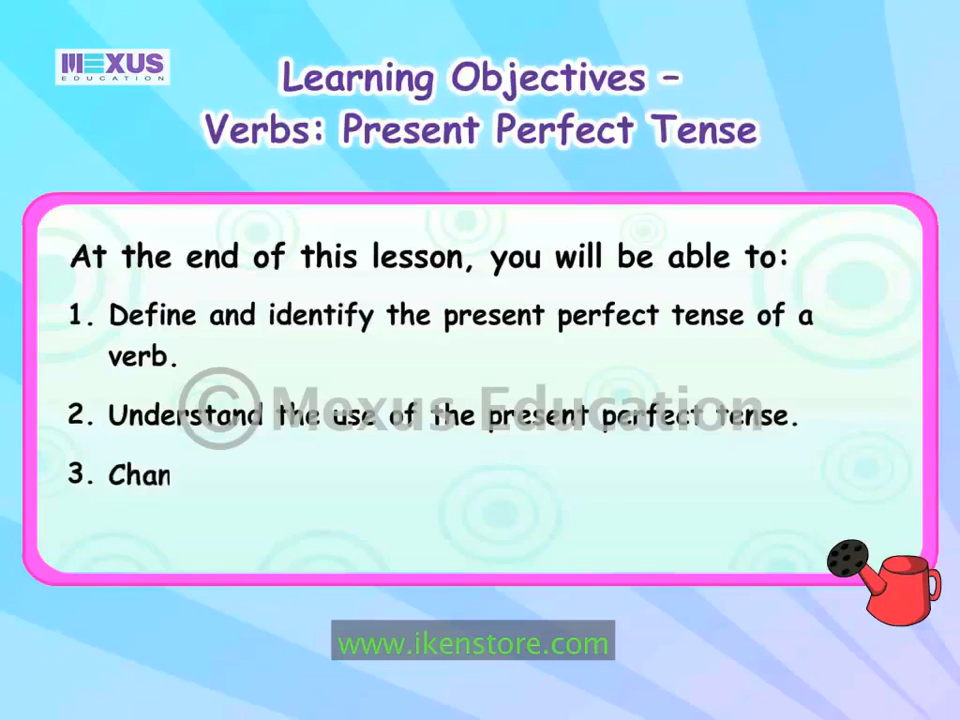 MEXUS
EDUCATION
Learning Objectives –
Verbs: Present Perfect Tense
At the end of this lesson, you will be able to:
1. Define and identify the present perfect tense of a
verb.
© Mexus Education
2. Understand the use of the present perfect tense.
3. Chan
www.ikenstore.com